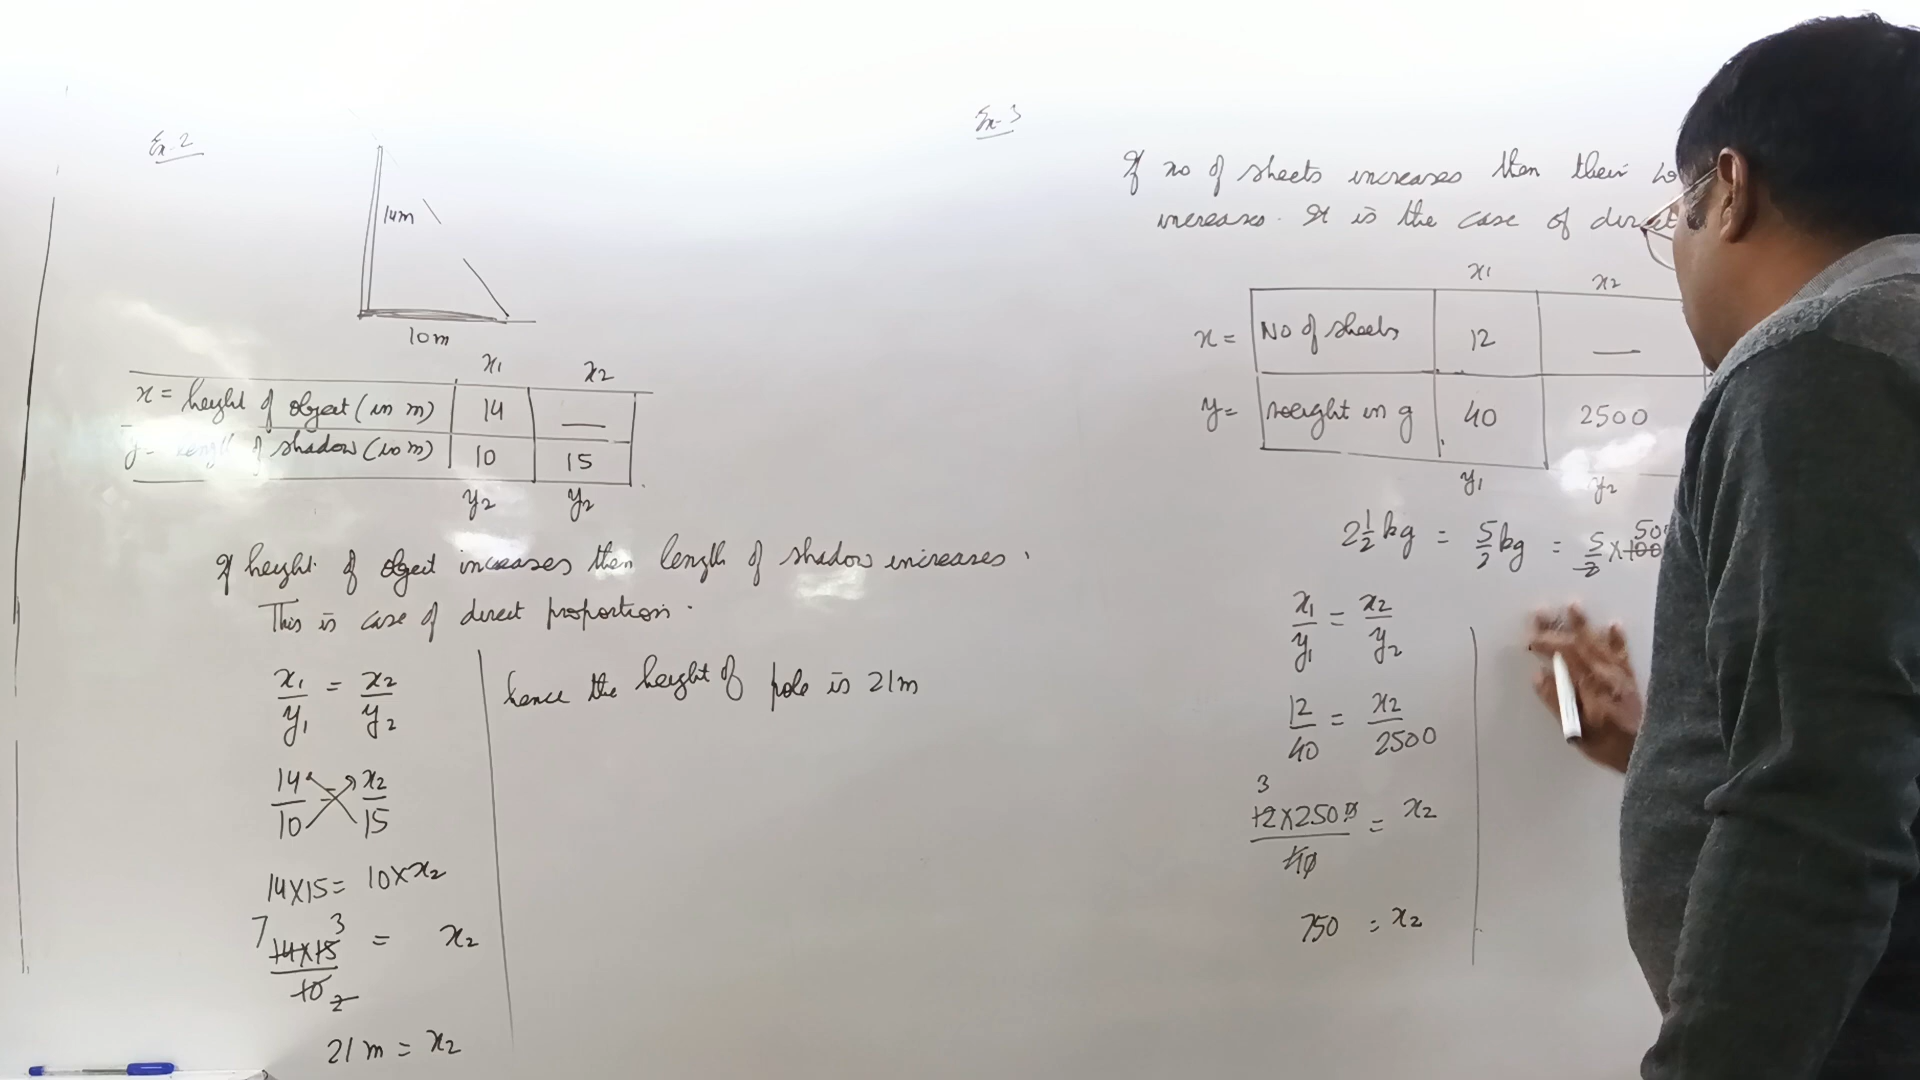 Ex-2
14m
10m
x1 x2
x = height of object (in m) 14 __
y = length of shadow (in m) 10 15
y2 y2
If height of object increases then length of shadow increases.
This is case of direct proportion.
x1/y1 = x2/y2
14/10 = x2/15
14×15 = 10×x2
7 3
14×15/10 = x2
2
21 m = x2
hence the height of pole is 21m
Ex-3
If no of sheets increases then their
increases. It is the case of direct
x1 x2
x = No of sheets 12 __
y = weight in g 40 2500
y1 y2
2 1/2 kg = 5/2 kg = 5/2 ×
x1/y1 = x2/y2
12/40 = x2/2500
3
12×2500/40 = x2
750 = x2